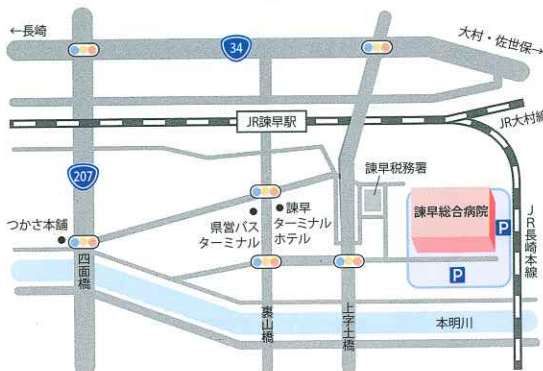 ←長崎
34
大村・佐世保→
JR諫早駅
JR大村線
207
諫早税務署
諫早総合病院
P
P
JR長崎本線
つかさ本舗
県営バス
ターミナル
諫早
ターミナル
ホテル
四面橋
裏山橋
上宇戸橋
本明川